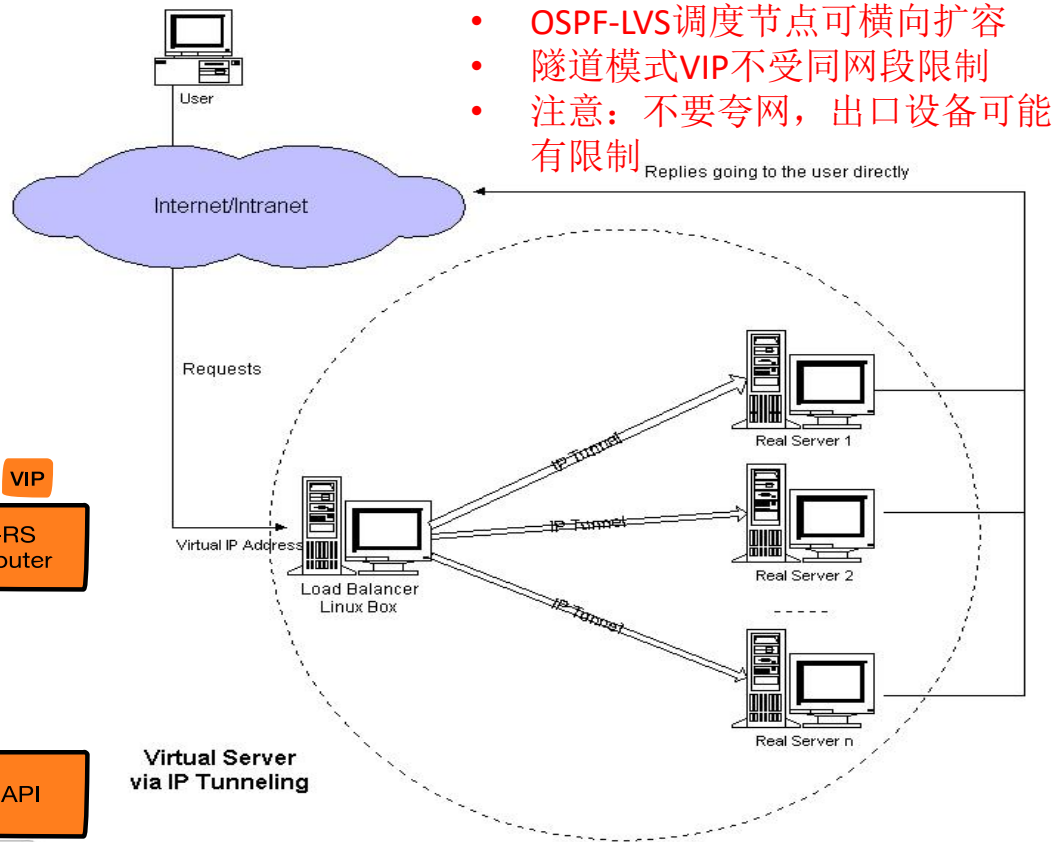 • OSPF-LVS调度节点可横向扩容
• 隧道模式VIP不受同网段限制
• 注意：不要夸网，出口设备可能
有限制
User
Replies going to the user directly
Internet/Intranet
Requests
Real Server 1
IP Tunnel
VIP
-RS
outer
Virtual IP Address
IP Tunnel
Load Balancer
Linux Box
Real Server 2
IP Tunnel
Real Server n
Virtual Server
via IP Tunneling
API